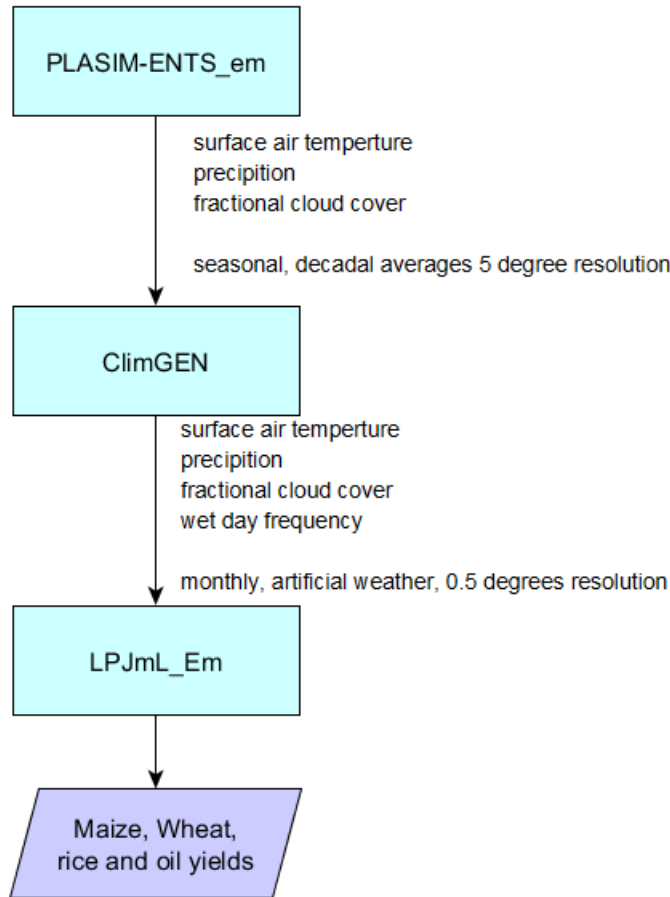 PLASIM-ENTS_em
surface air temperture
precipition
fractional cloud cover
seasonal, decadal averages 5 degree resolution
ClimGEN
surface air temperture
precipition
fractional cloud cover
wet day frequency
monthly, artificial weather, 0.5 degrees resolution
LPJmL_Em
Maize, Wheat,
rice and oil yields